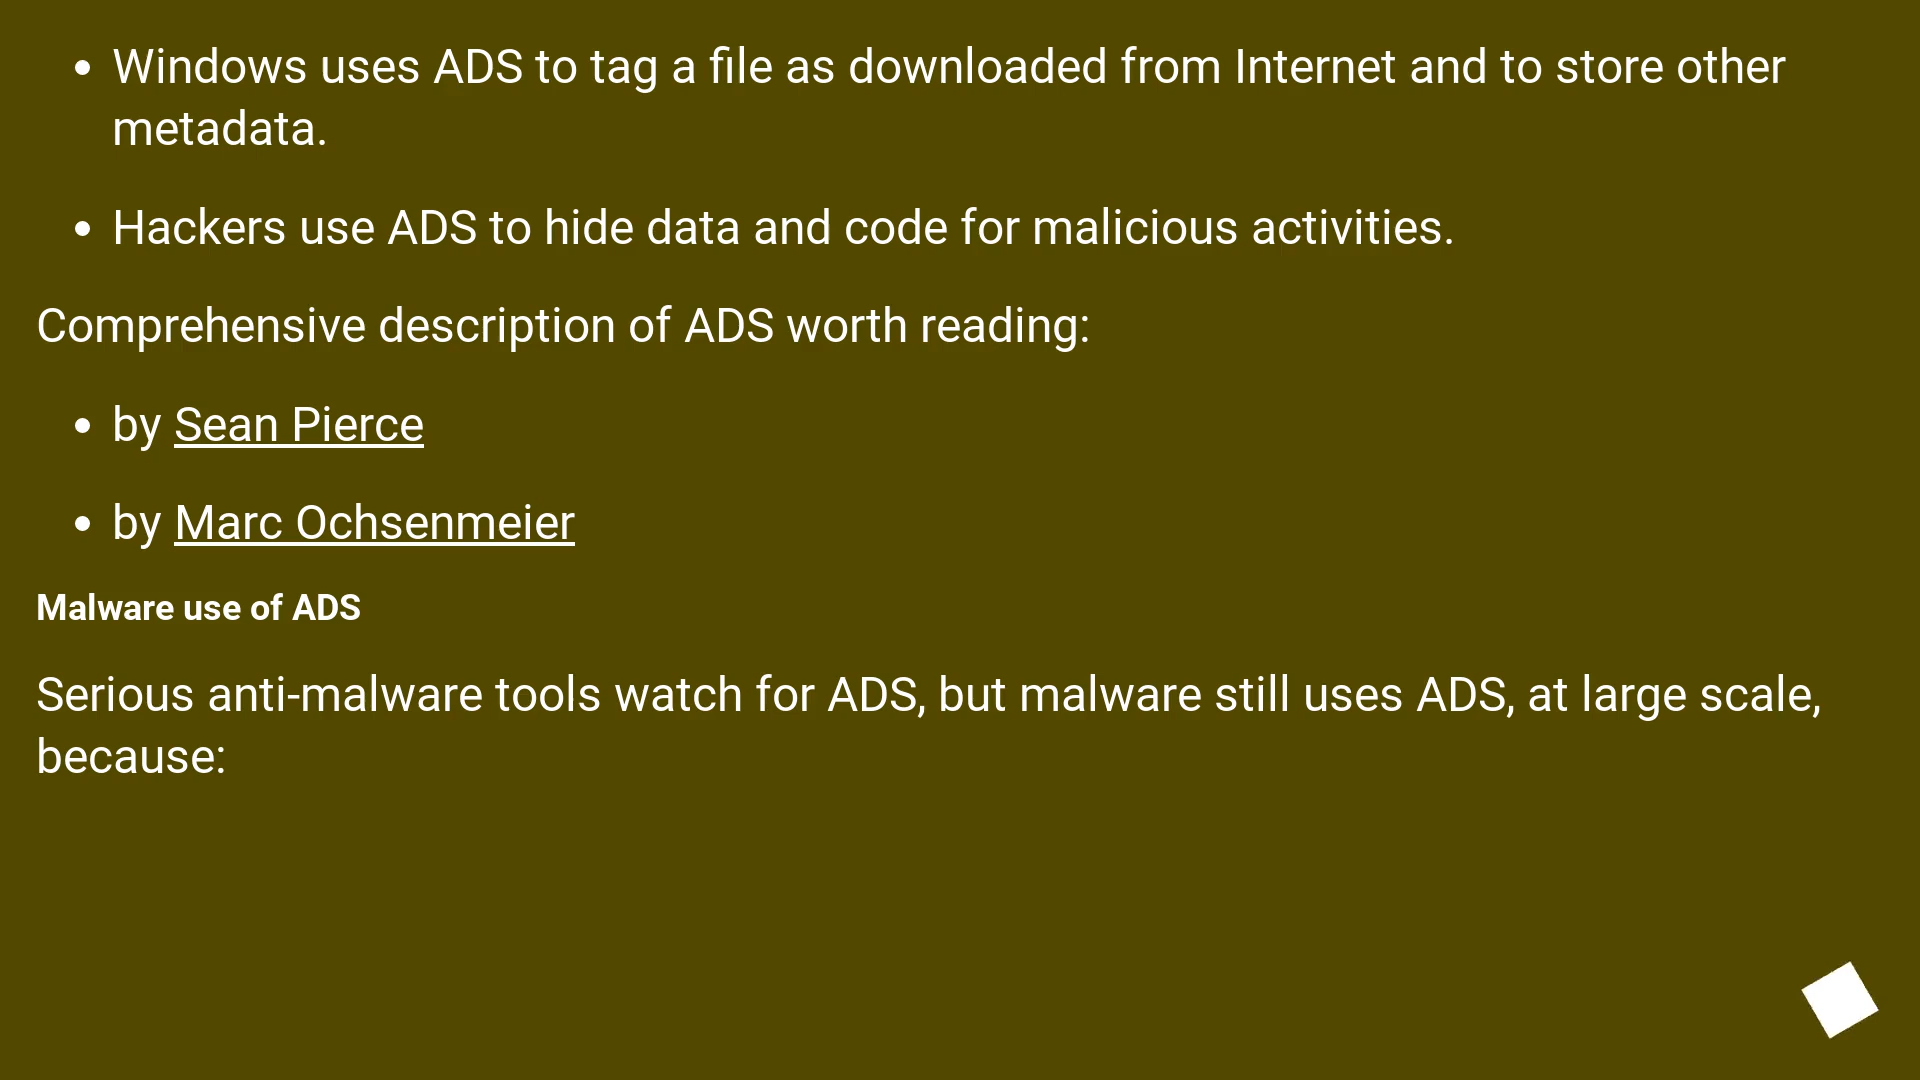 • Windows uses ADS to tag a file as downloaded from Internet and to store other
metadata.
• Hackers use ADS to hide data and code for malicious activities.
Comprehensive description of ADS worth reading:
• by Sean Pierce
• by Marc Ochsenmeier
Malware use of ADS
Serious anti-malware tools watch for ADS, but malware still uses ADS, at large scale,
because: